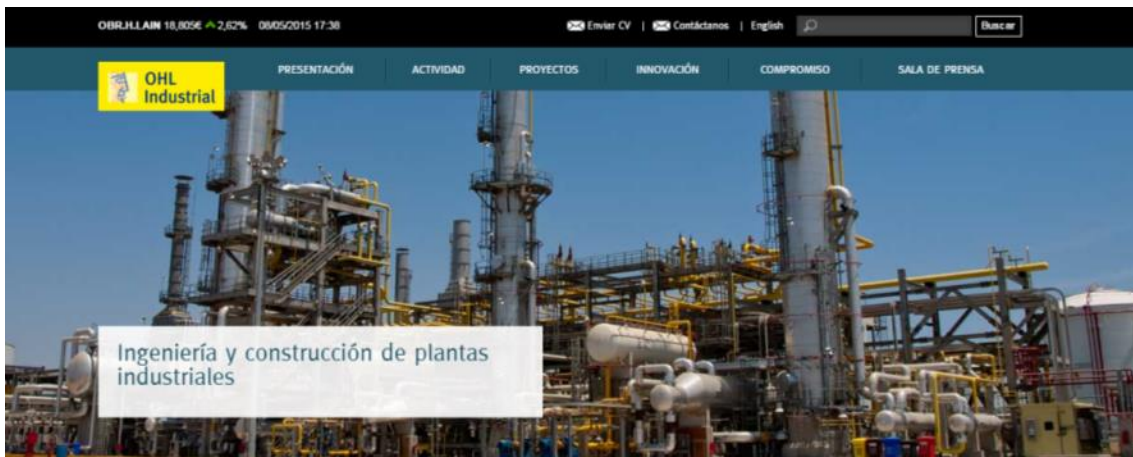 OBR.H.LAIN 18,805€ 2,62% 08/05/2015 17:38
Enviar CV | Contáctanos | English
Buscar
OHL
Industrial
PRESENTACIÓN ACTIVIDAD PROYECTOS INNOVACIÓN COMPROMISO SALA DE PRENSA
Ingeniería y construcción de plantas
industriales